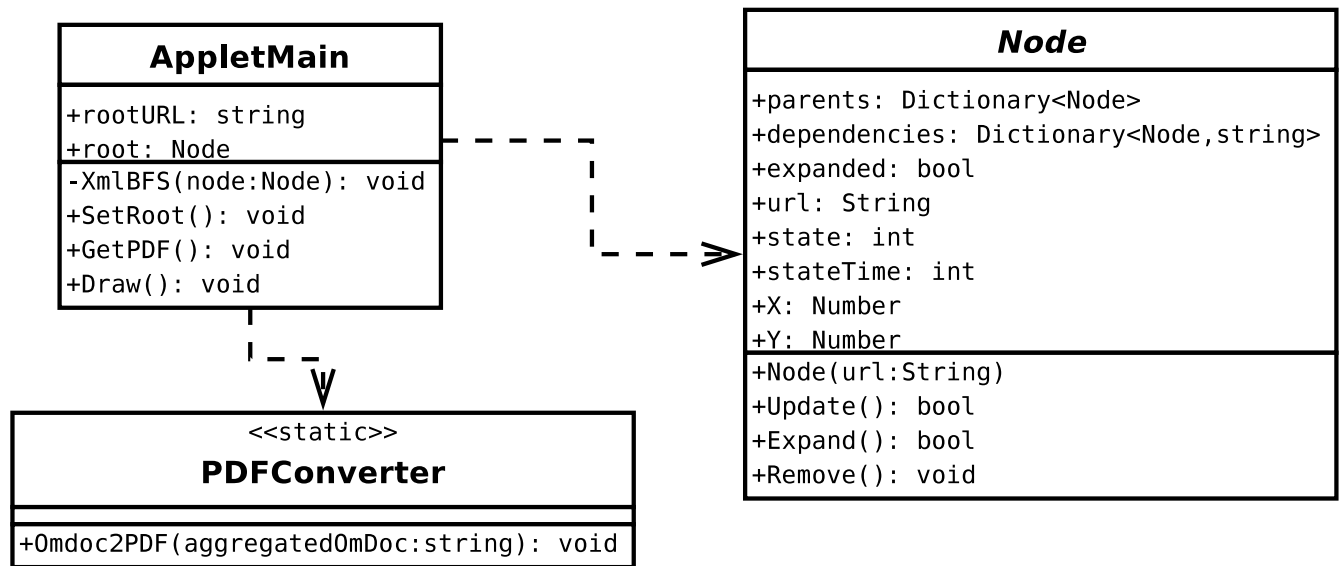 AppletMain
+rootURL: string
+root: Node
-XmlBFS(node:Node): void
+SetRoot(): void
+GetPDF(): void
+Draw(): void
Node
+parents: Dictionary<Node>
+dependencies: Dictionary<Node,string>
+expanded: bool
+url: String
+state: int
+stateTime: int
+X: Number
+Y: Number
+Node(url:String)
+Update(): bool
+Expand(): bool
+Remove(): void
<<static>>
PDFConverter
+Omdoc2PDF(aggregatedOmDoc:string): void